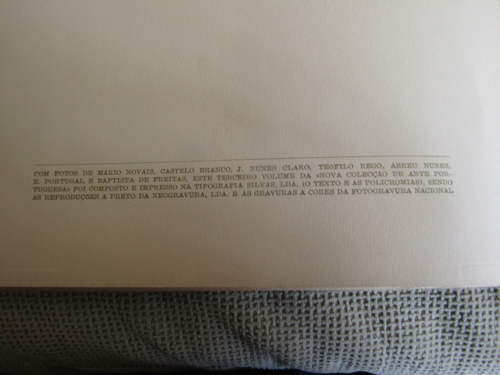 COM FOTOS DE MÁRIO NOVAIS, CASTELO BRANCO, J. NUNES CLARO, TEÓFILO REGO, ABREU NUNES,
E. PORTUGAL E BAPTISTA DE FREITAS, ESTE TERCEIRO VOLUME DA «NOVA COLECÇÃO DE ARTE POR-
TUGUESA» FOI COMPOSTO E IMPRESSO NA TIPOGRAFIA SILVAS, LDA. (O TEXTO E AS POLICROMIAS), SENDO
AS REPRODUÇÕES A PRETO DA NEOGRAVURA, LDA. E AS GRAVURAS A CORES DA FOTOGRAVURA NACIONAL